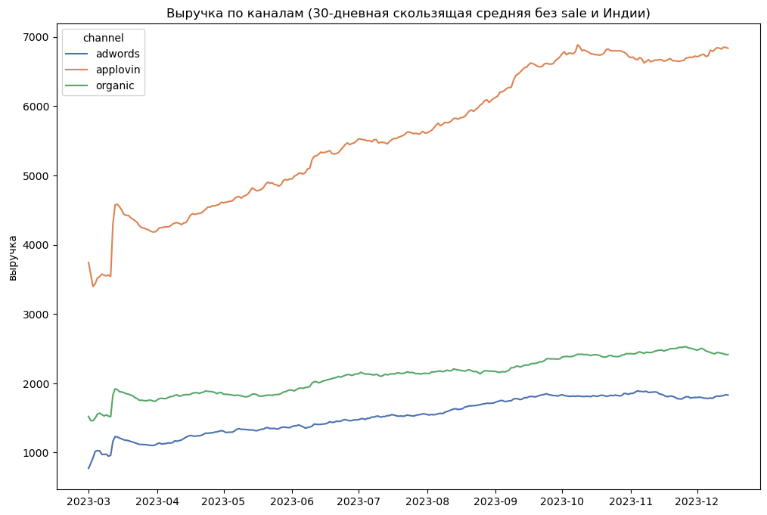 Выручка по каналам (30-дневная скользящая средняя без sale и Индии)
channel
adwords
applovin
organic
выручка
7000
6000
5000
4000
3000
2000
1000
2023-03 2023-04 2023-05 2023-06 2023-07 2023-08 2023-09 2023-10 2023-11 2023-12